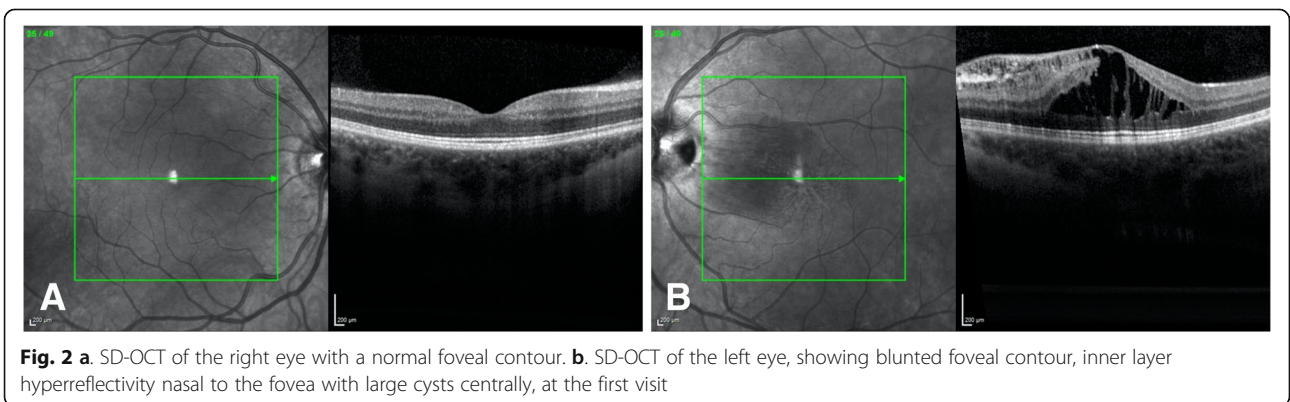 25 / 49
200 µm
200 µm
A
25 / 49
200 µm
200 µm
B
Fig. 2 a. SD-OCT of the right eye with a normal foveal contour. b. SD-OCT of the left eye, showing blunted foveal contour, inner layer
hyperreflectivity nasal to the fovea with large cysts centrally, at the first visit